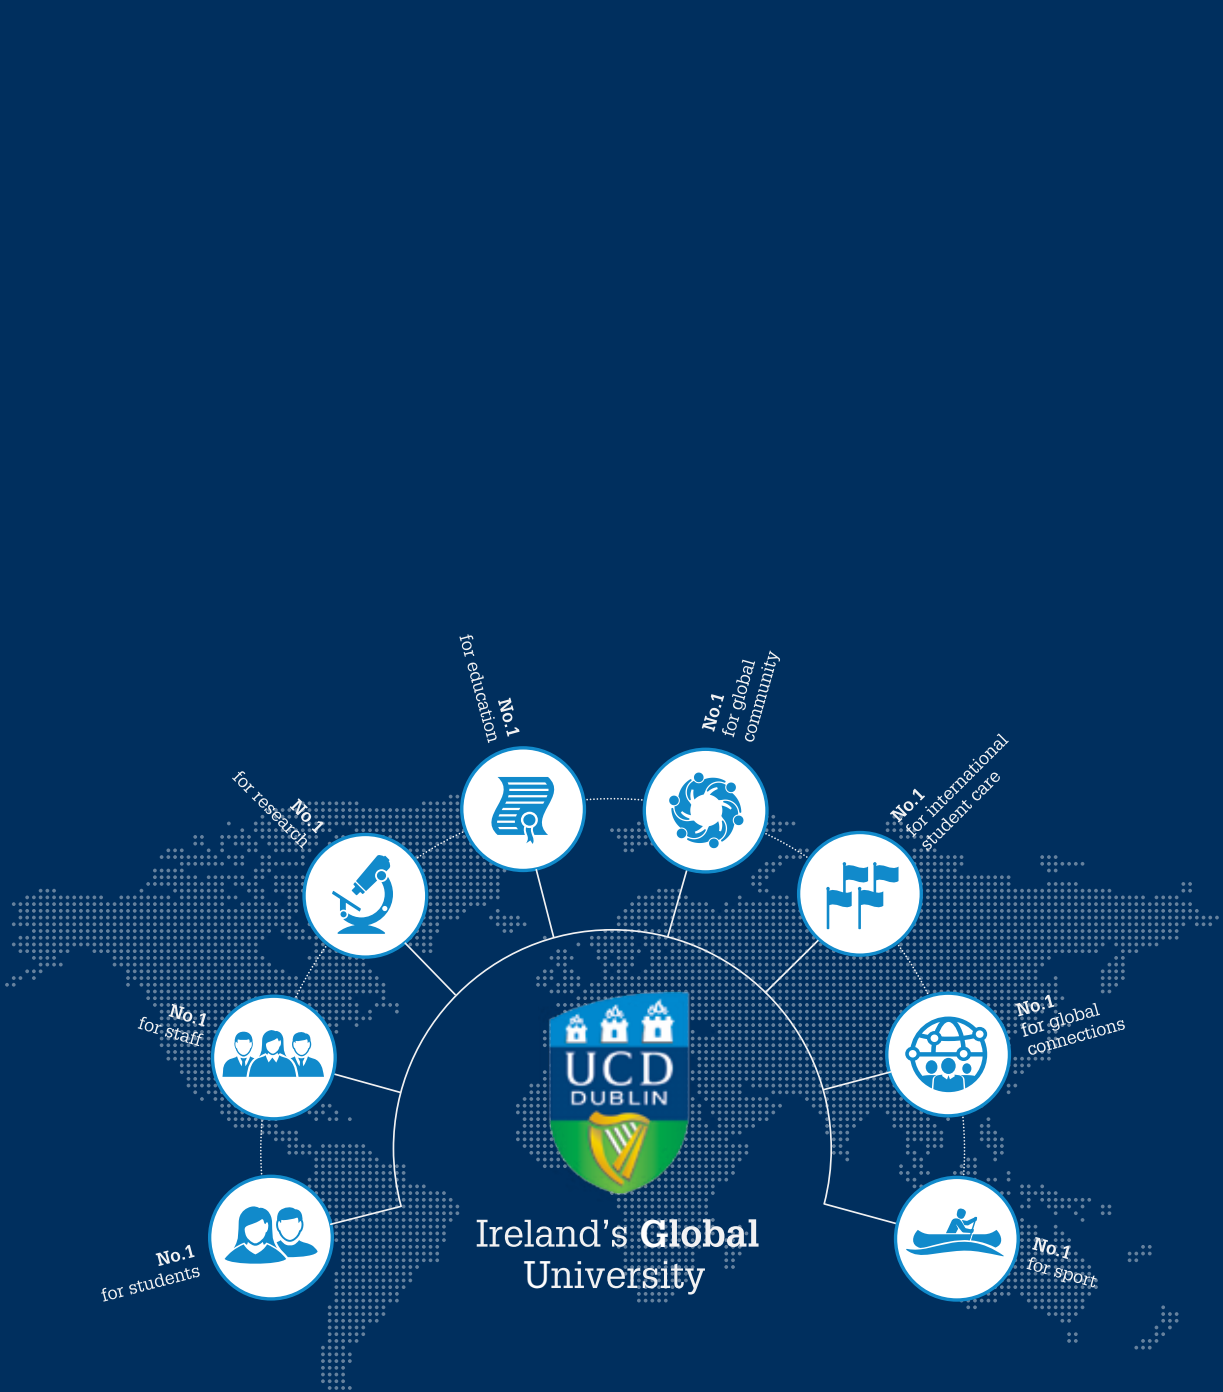 No.1
for students
No.1
for staff
No.1
for research
No.1
for education
No.1
for global
community
No.1
for international
student care
No.1
for global
connections
No.1
for sport
UCD
DUBLIN
Ireland's Global
University